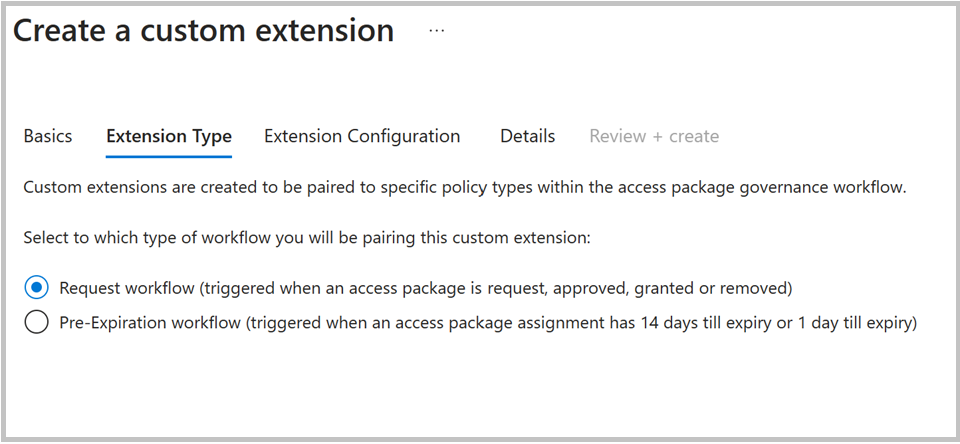 Create a custom extension ...
Basics Extension Type Extension Configuration Details Review + create
Custom extensions are created to be paired to specific policy types within the access package governance workflow.
Select to which type of workflow you will be pairing this custom extension:
Request workflow (triggered when an access package is request, approved, granted or removed)
Pre-Expiration workflow (triggered when an access package assignment has 14 days till expiry or 1 day till expiry)